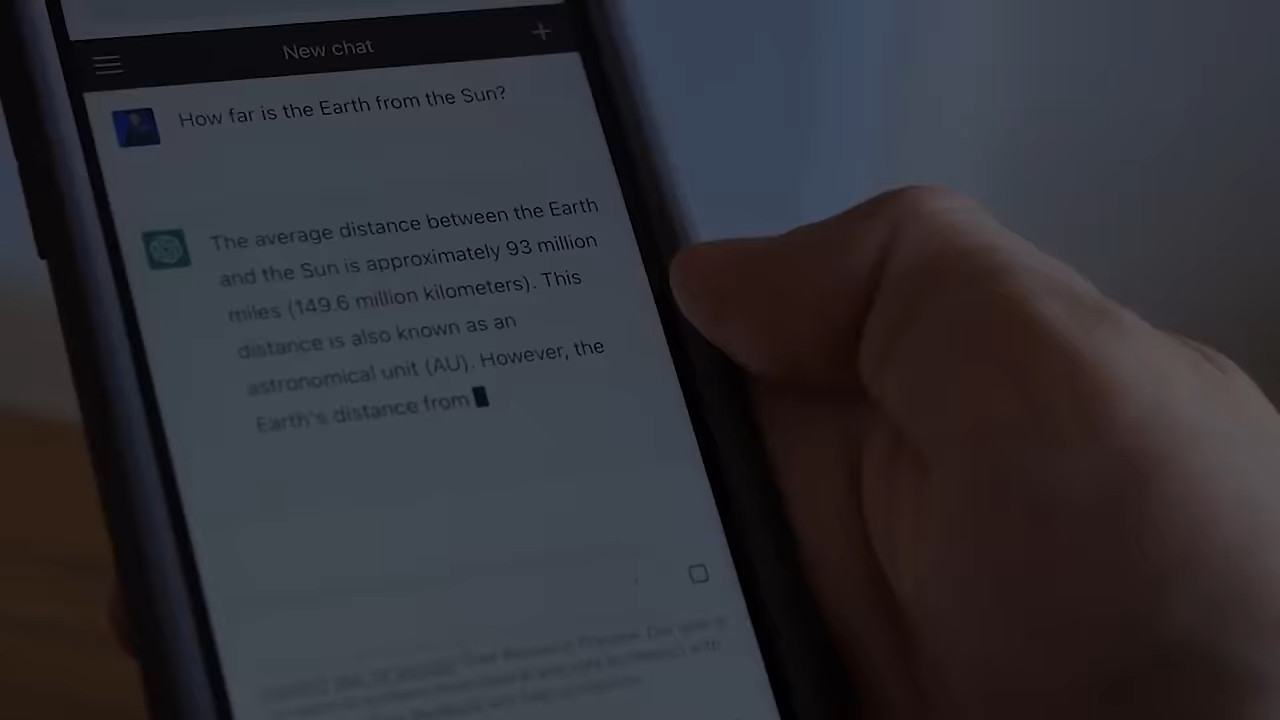 New chat
How far is the Earth from the Sun?
The average distance between the Earth
and the Sun is approximately 93 million
miles (149.6 million kilometers). This
distance is also known as an
astronomical unit (AU). However, the
Earth's distance from